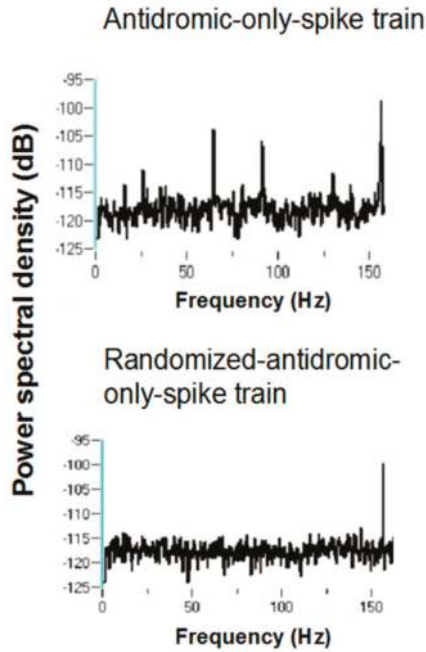 Antidromic-only-spike train
Power spectral density (dB)
-95
-100
-105
-110
-115
-120
-125
0 50 100 150
Frequency (Hz)
Randomized-antidromic-
only-spike train
-95
-100
-105
-110
-115
-120
-125
0 50 100 150
Frequency (Hz)